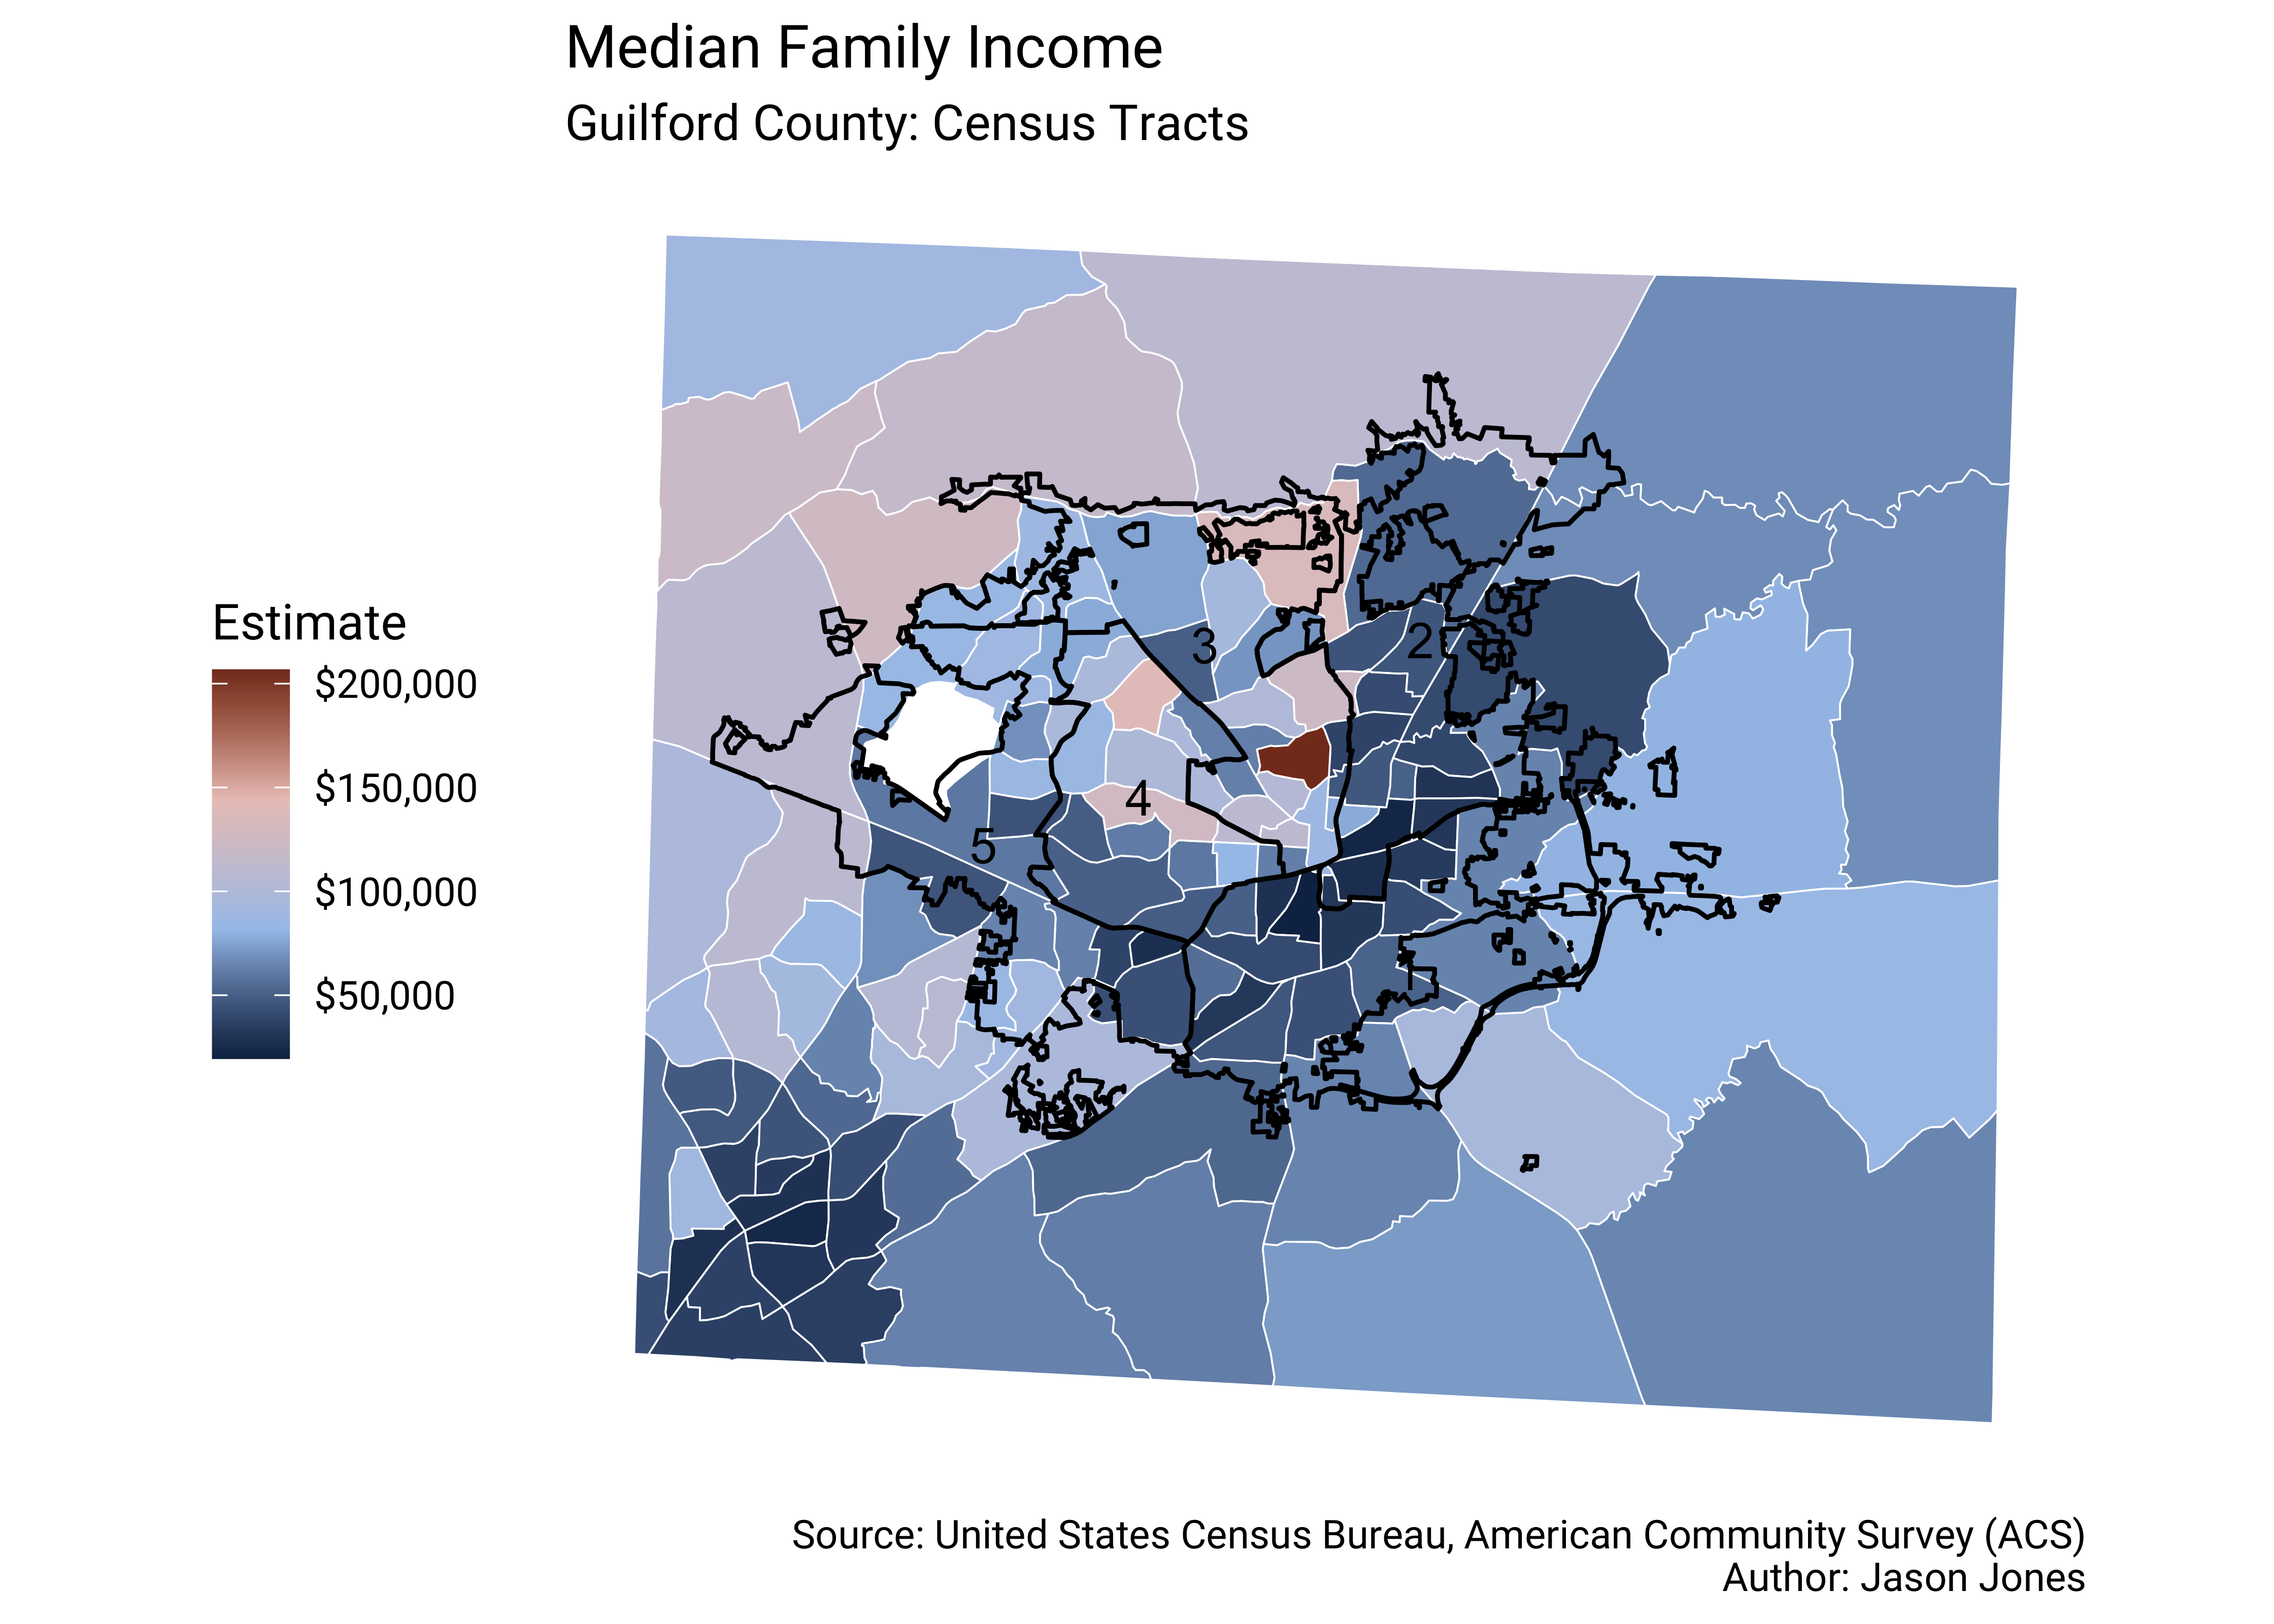 Median Family Income
Guilford County: Census Tracts
Estimate
$200,000
$150,000
$100,000
$50,000
3
2
4
5
Source: United States Census Bureau, American Community Survey (ACS)
Author: Jason Jones